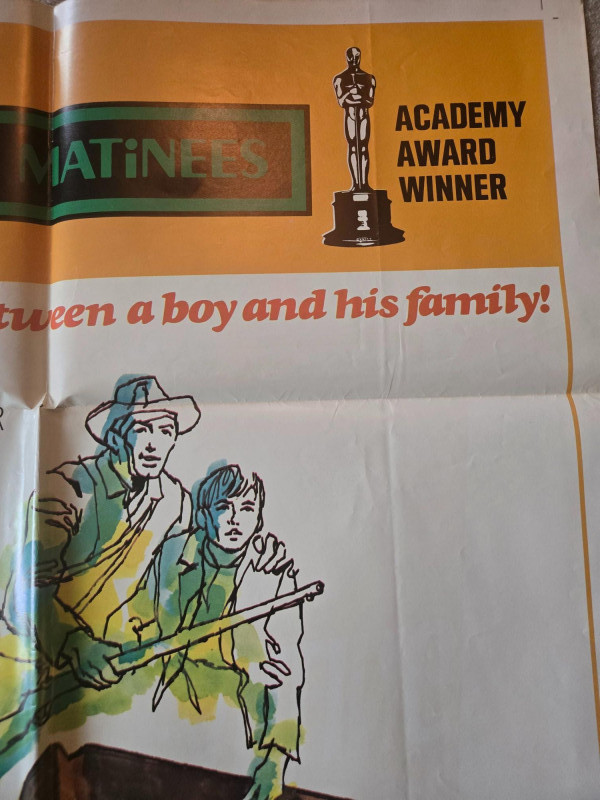 MATiNEES
ACADEMY
AWARD
WINNER
tween a boy and his family!
R